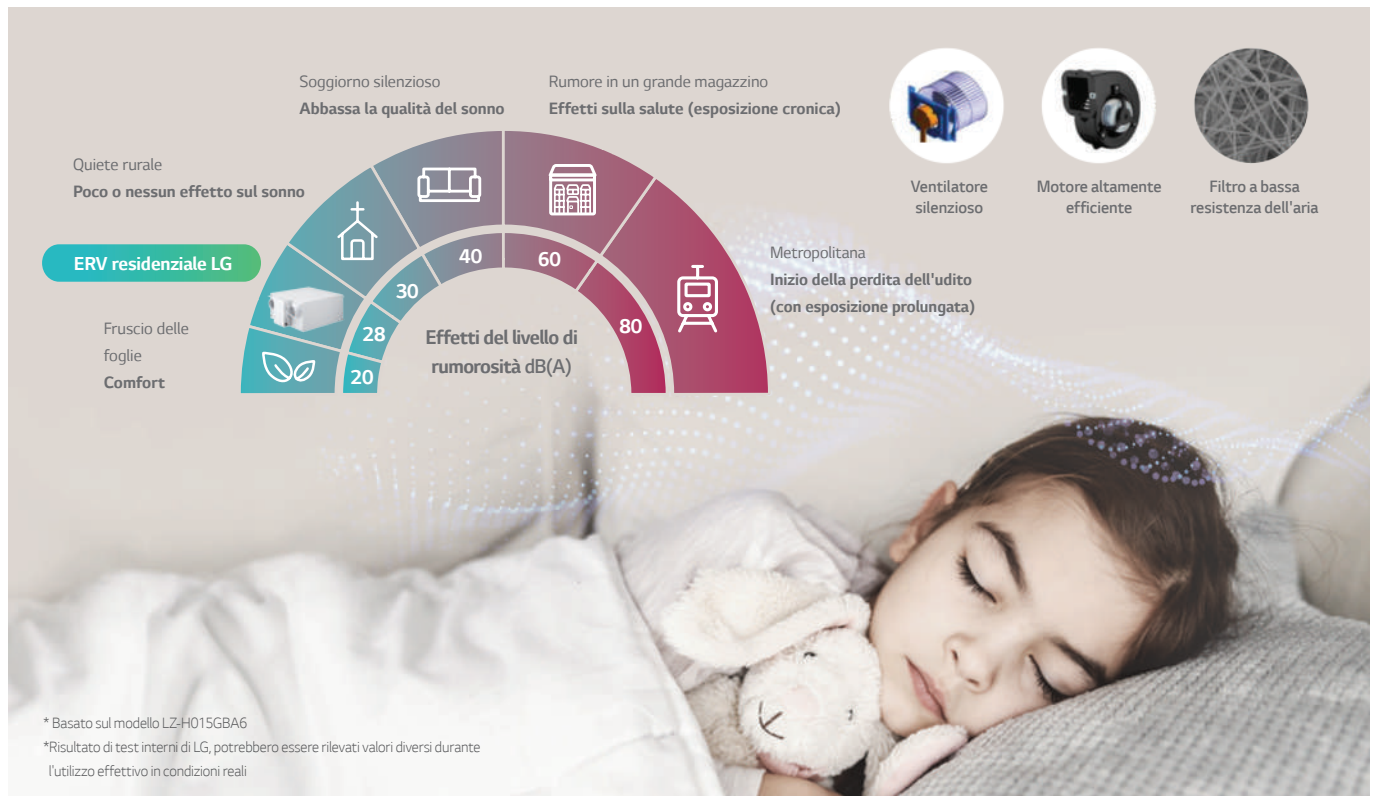 Soggiorno silenzioso
Abbassa la qualità del sonno
Rumore in un grande magazzino
Effetti sulla salute (esposizione cronica)
Quiete rurale
Poco o nessun effetto sul sonno
ERV residenziale LG
Fruscio delle
foglie
Comfort
20
28
30
40
60
80
Effetti del livello di
rumorosità dB(A)
Metropolitana
Inizio della perdita dell'udito
(con esposizione prolungata)
Ventilatore
silenzioso
Motore altamente
efficiente
Filtro a bassa
resistenza dell'aria
* Basato sul modello LZ-H015GBA6
*Risultato di test interni di LG, potrebbero essere rilevati valori diversi durante
l'utilizzo effettivo in condizioni reali